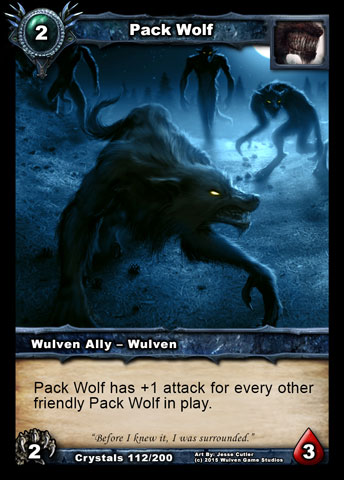 2
Pack Wolf
Wulven Ally – Wulven
Pack Wolf has +1 attack for every other
friendly Pack Wolf in play.
"Before I knew it, I was surrounded."
2
Crystals 112/200
Art By: Jesse Cutler
(c) 2015 Wulven Game Studios
3